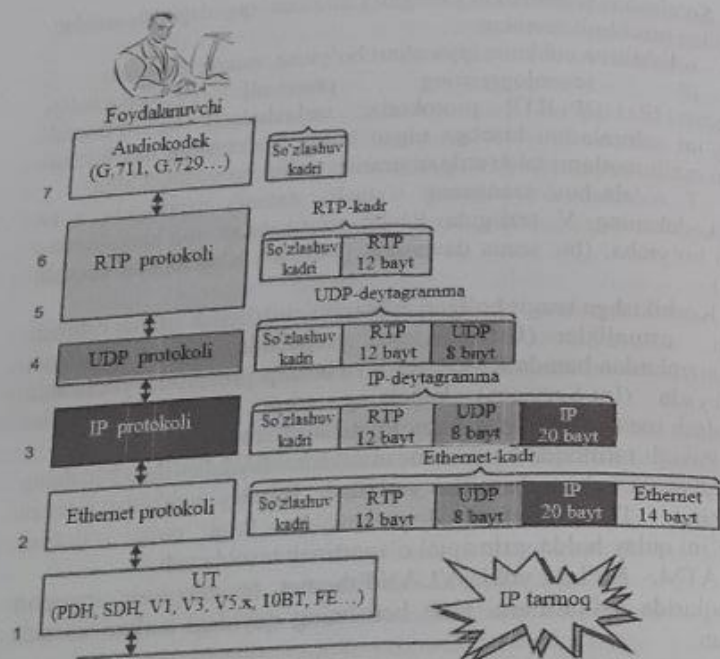 Foydalanuvchi
Audiokodek
(G.711, G.729...)
So'zlashuv
kadri
7
RTP-kadr
6
RTP protokoli
So'zlashuv
kadri
RTP
12 bayt
5
UDP-deytagramma
4
UDP protokoli
So'zlashuv
kadri
RTP
12 bayt
UDP
8 bayt
IP-deytagramma
3
IP protokoli
So'zlashuv
kadri
RTP
12 bayt
UDP
8 bayt
IP
20 bayt
Ethernet-kadr
2
Ethernet protokoli
So'zlashuv
kadri
RTP
12 bayt
UDP
8 bayt
IP
20 bayt
Ethernet
14 bayt
UT
(PDH, SDH, V1, V3, V5.x, 10BT, FE...)
1
IP tarmoq